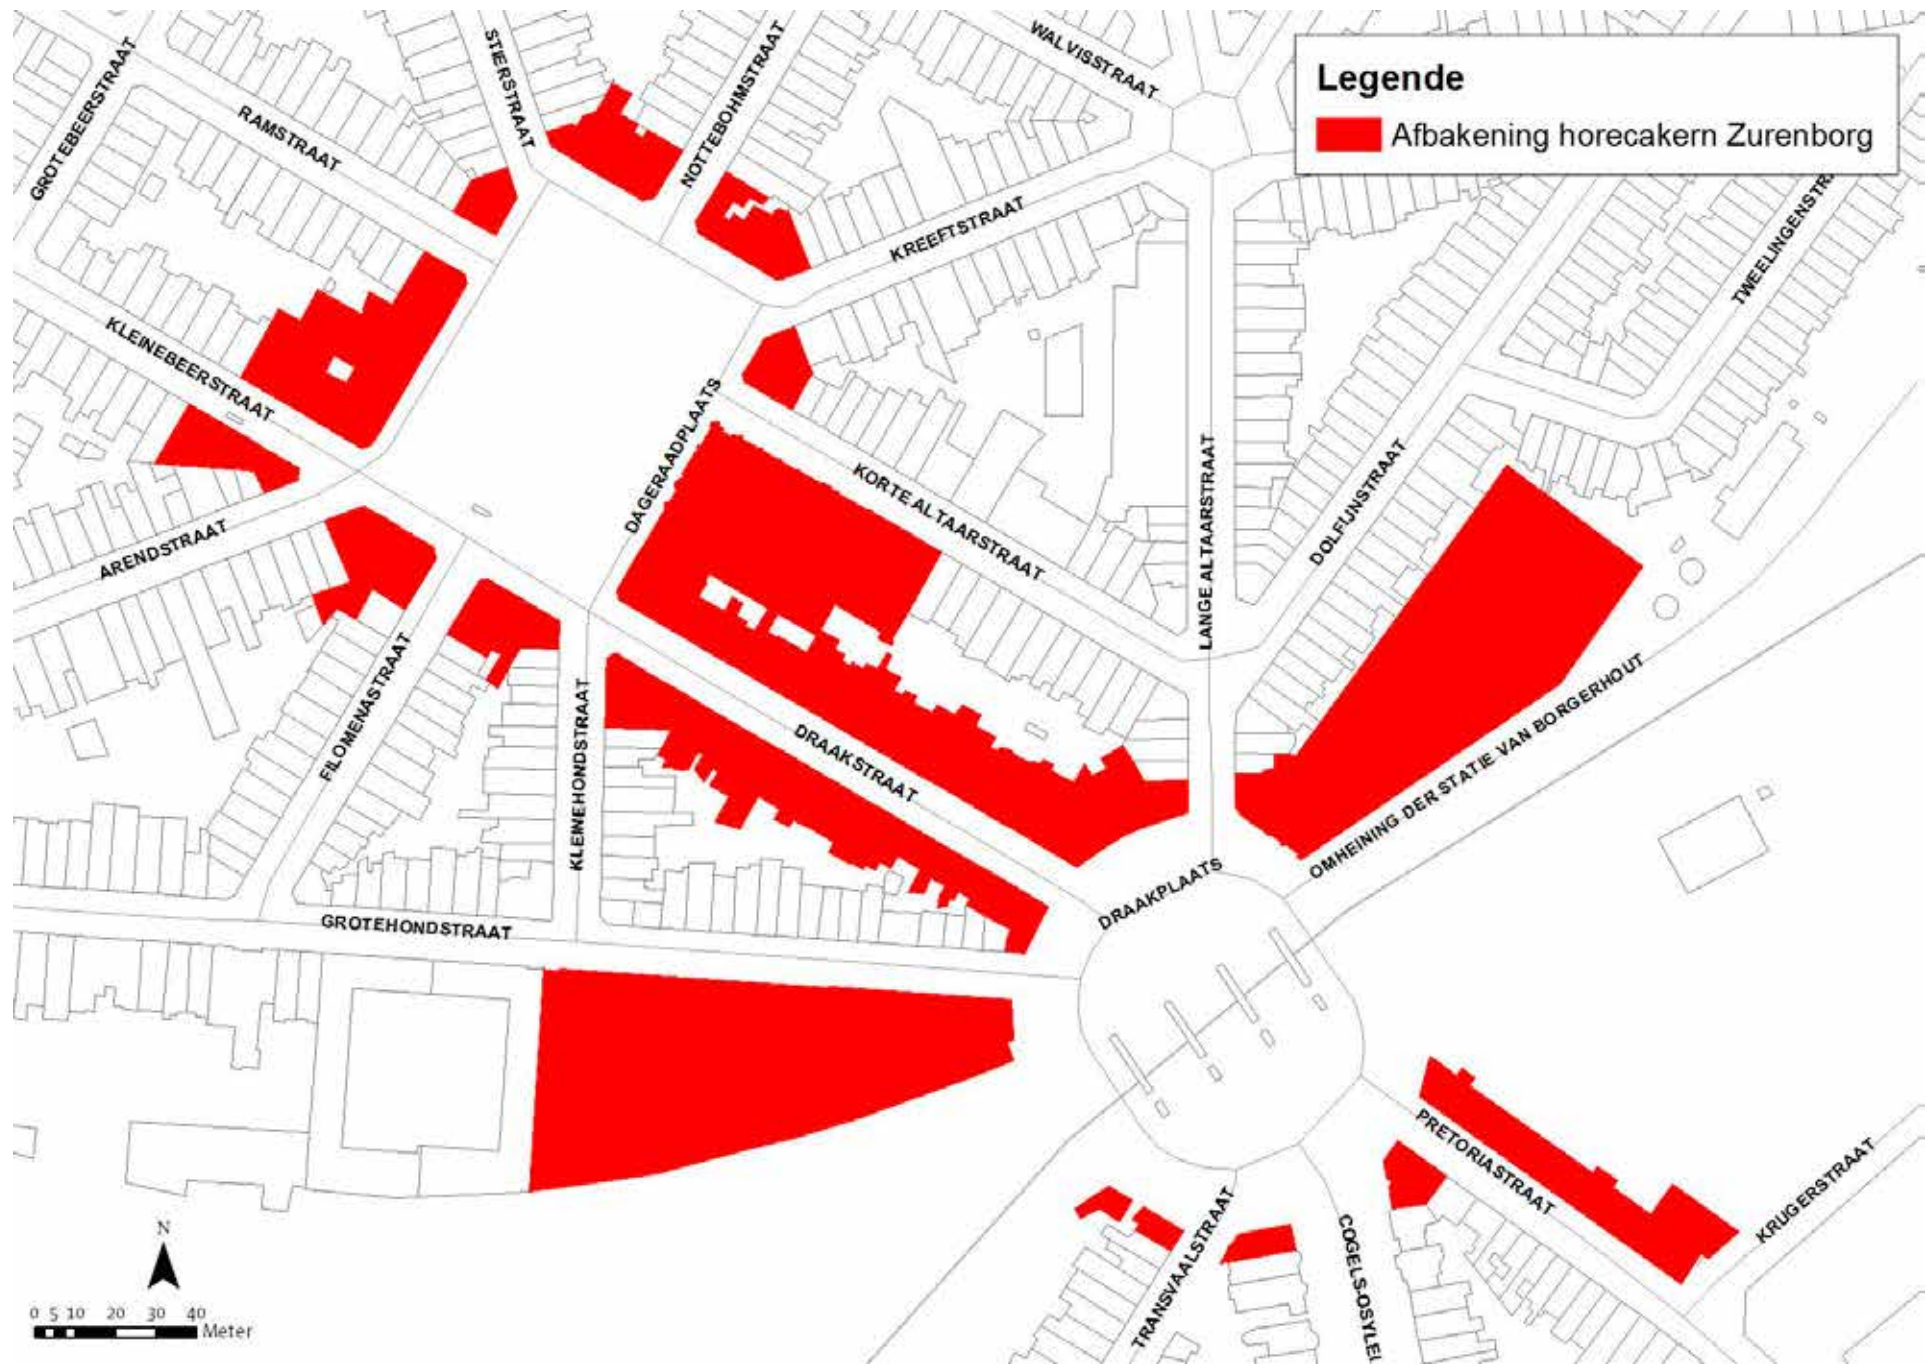 WALVISSTRAAT
STIERSTRAAT
NOTTEBOHMSTRAAT
GROTEBEERSTRAAT
RAMSTRAAT
Legende
Afbakening horecakern Zurenborg
KREEFTSTRAAT
TWEELINGENSTRA
KLEINEBEERSTRAAT
DAGERAADPLAATS
KORTE ALTAARSTRAAT
LANGE ALTAARSTRAAT
DOLFIJNSTRAAT
ARENDSTRAAT
FILOMENASTRAAT
KLEINEHONDSTRAAT
DRAAKSTRAAT
OMHEINING DER STATIE VAN BORGERHOUT
DRAAKPLAATS
GROTEHONDSTRAAT
PRETORIASTRAAT
KRUGERSTRAAT
TRANSVAALSTRAAT
COGELS-OSYLEI
N
0 5 10 20 30 40
Meter